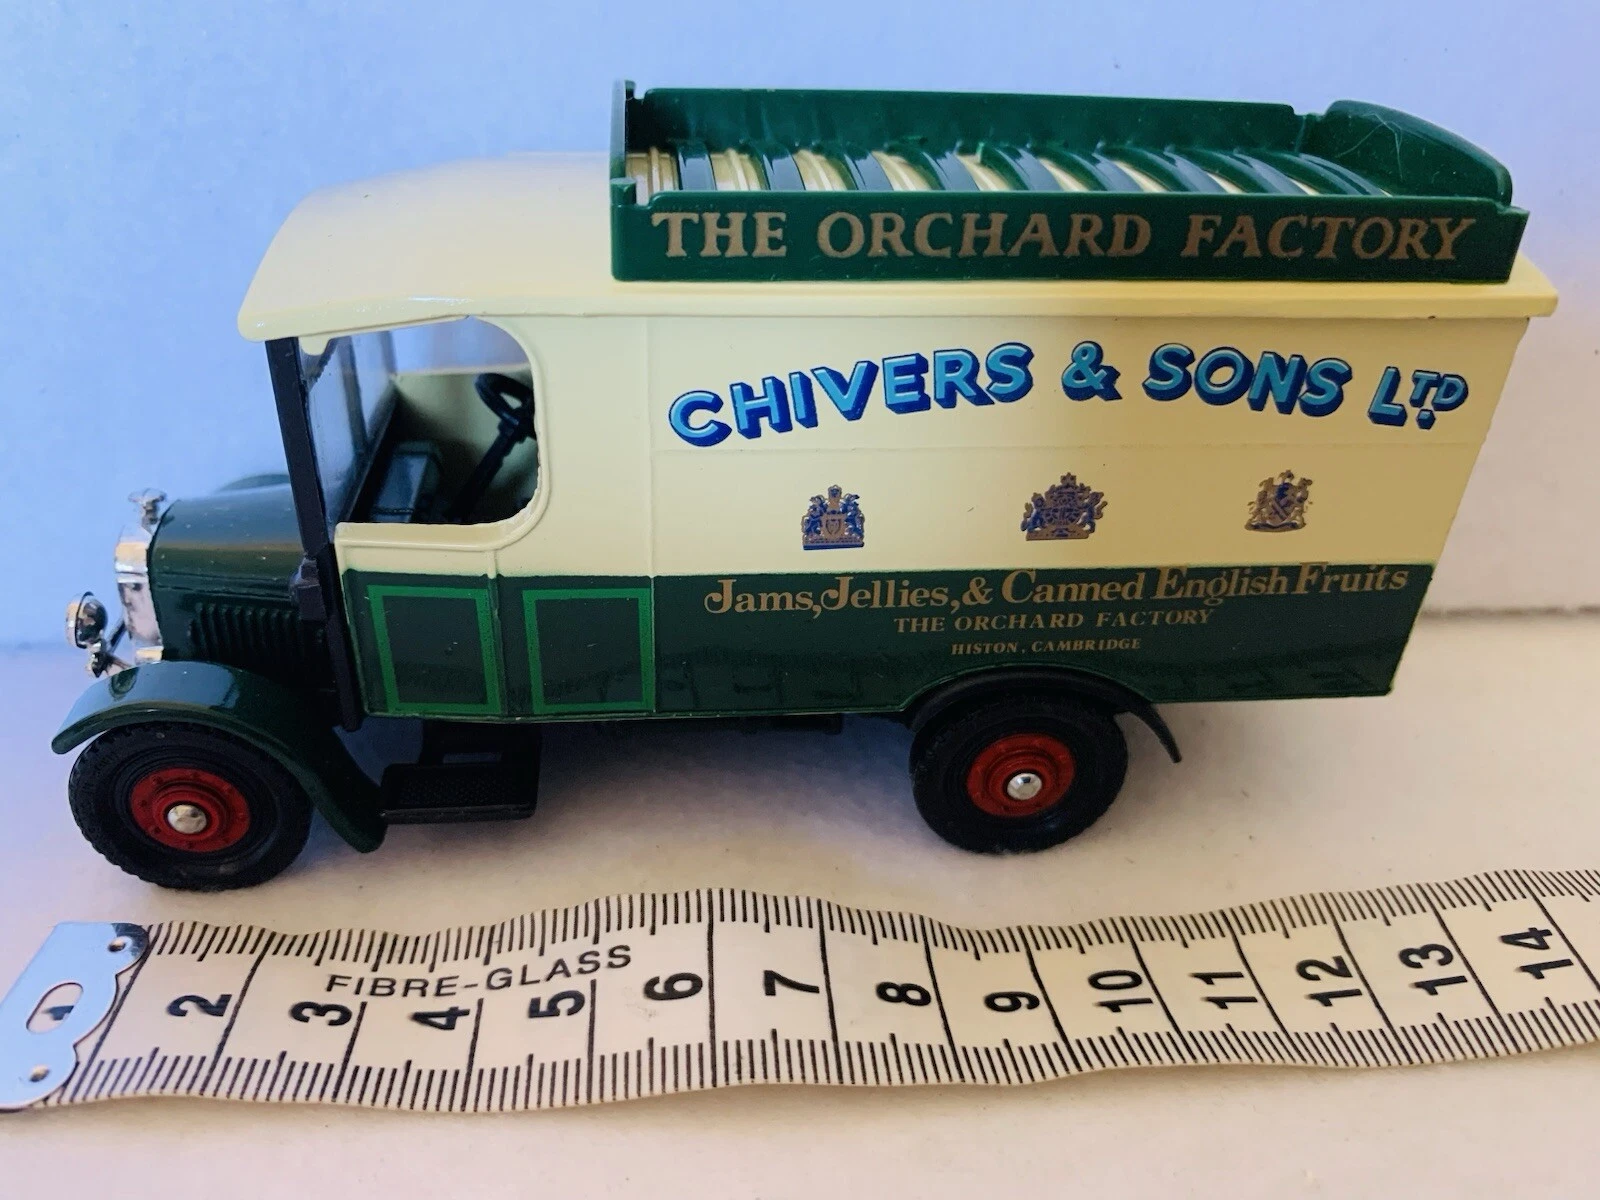 THE ORCHARD FACTORY
CHIVERS & SONS LTD
Jams, Jellies, & Canned English Fruits
THE ORCHARD FACTORY
HISTON, CAMBRIDGE
FIBRE-GLASS
1 2 3 4 5 6 7 8 9 10 11 12 13 14